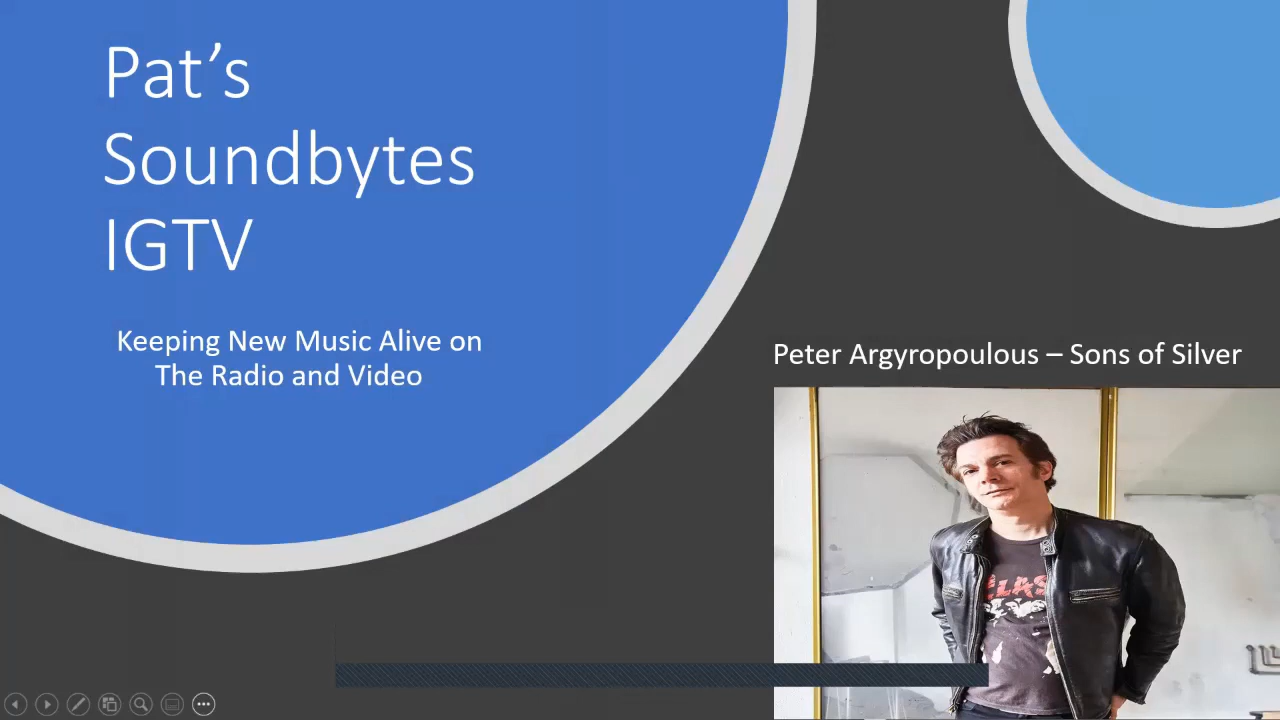 Pat’s
Soundbytes
IGTV
Keeping New Music Alive on
The Radio and Video
Peter Argyropoulous – Sons of Silver